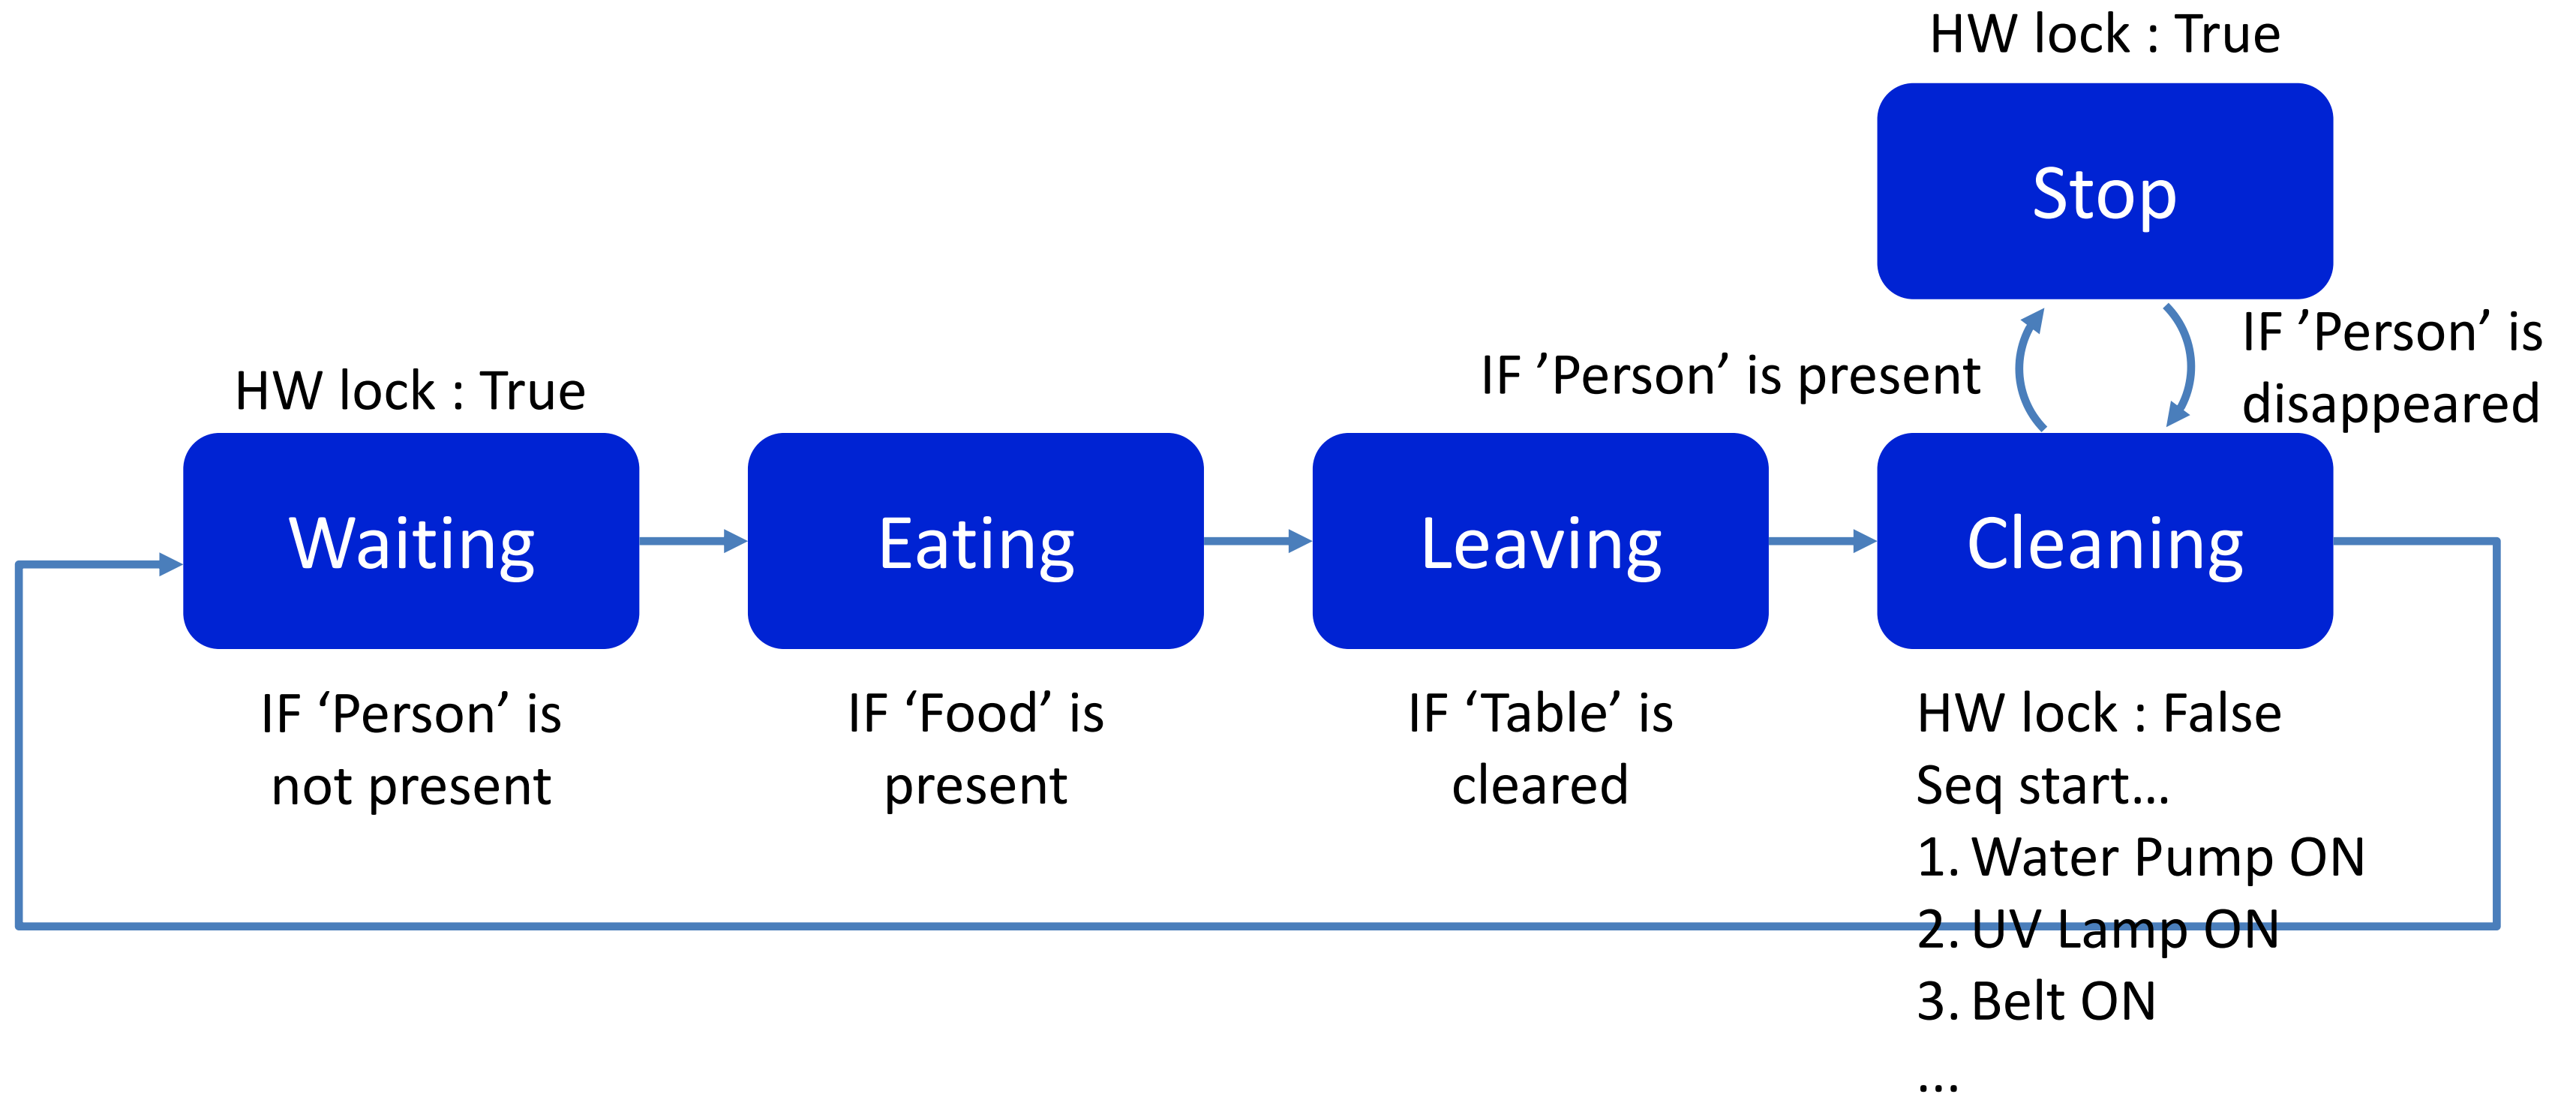 HW lock : True
Stop
IF ’Person’ is present
IF ’Person’ is
disappeared
HW lock : True
Waiting
Eating
Leaving
Cleaning
IF ‘Person’ is
not present
IF ‘Food’ is
present
IF ‘Table’ is
cleared
HW lock : False
Seq start...
1. Water Pump ON
2. UV Lamp ON
3. Belt ON
...